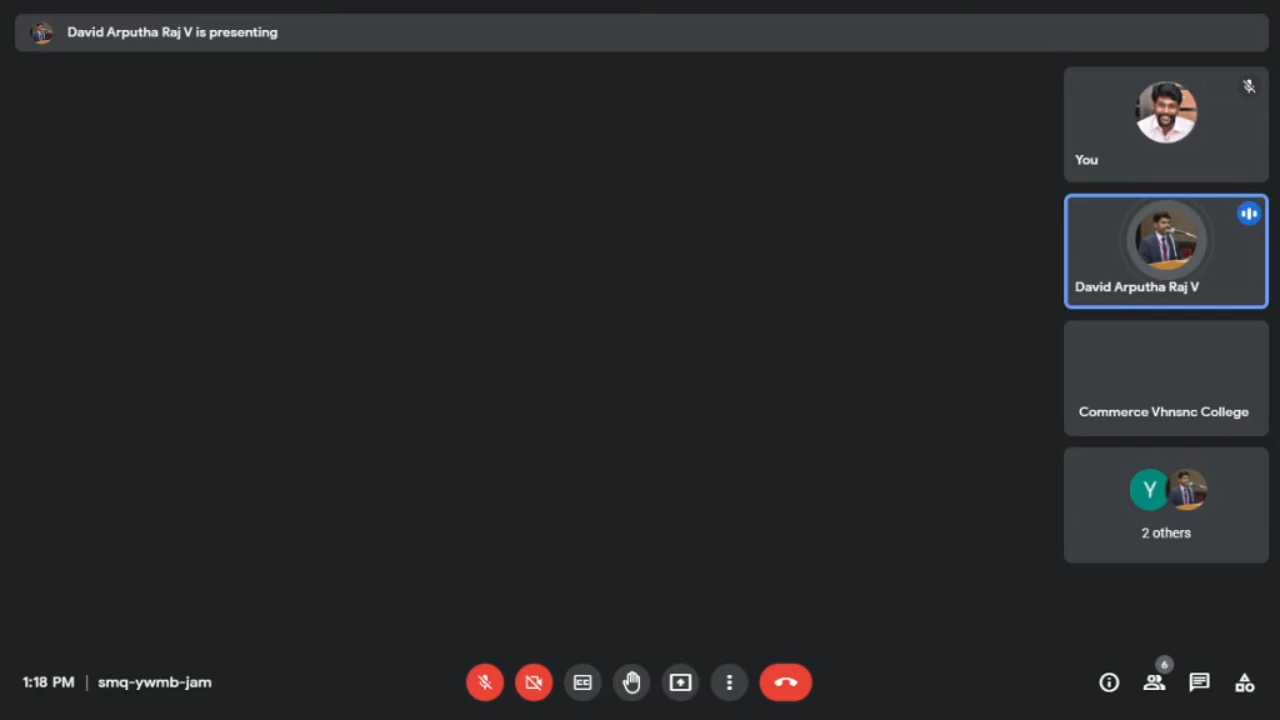 David Arputha Raj V is presenting
You
David Arputha Raj V
Commerce Vhnsnc College
Y
2 others
1:18 PM | smq-ywmb-jam
CC
6